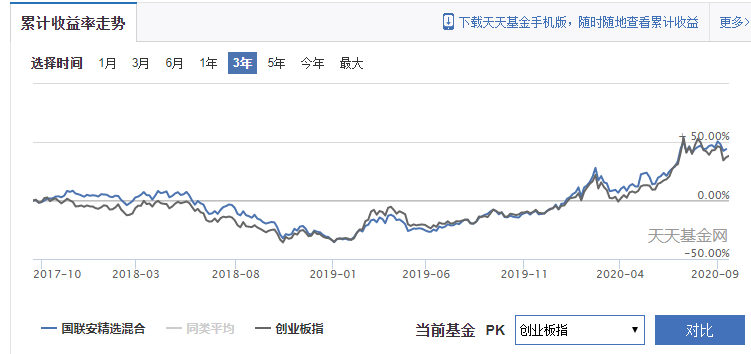 累计收益率走势 下载天天基金手机版，随时随地查看累计收益 更多>
选择时间 1月 3月 6月 1年 3年 5年 今年 最大
50.00%
0.00%
天天基金网
-50.00%
2017-10 2018-03 2018-08 2019-01 2019-06 2019-11 2020-04 2020-09
国联安精选混合 同类平均 创业板指 当前基金 PK 创业板指 对比